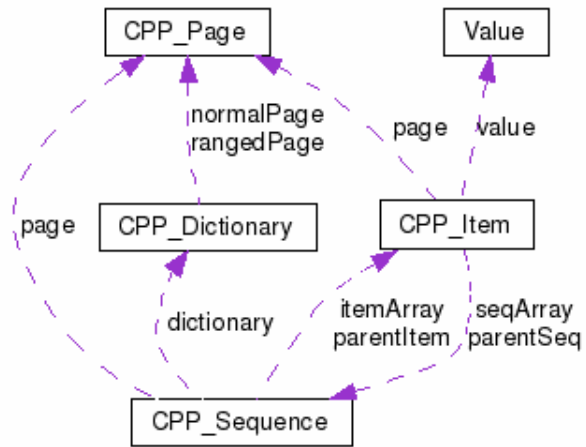 CPP_Page
Value
normalPage
rangedPage
page
value
page
CPP_Dictionary
CPP_Item
dictionary
itemArray
parentItem
seqArray
parentSeq
CPP_Sequence